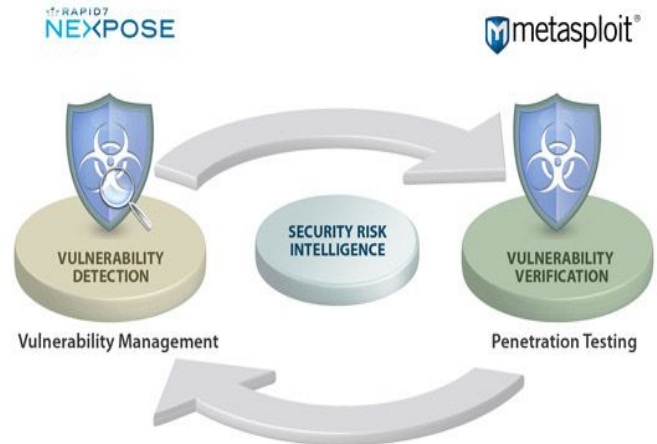 RAPID7
NEXPOSE
metasploit®
VULNERABILITY
DETECTION
SECURITY RISK
INTELLIGENCE
VULNERABILITY
VERIFICATION
Vulnerability Management
Penetration Testing